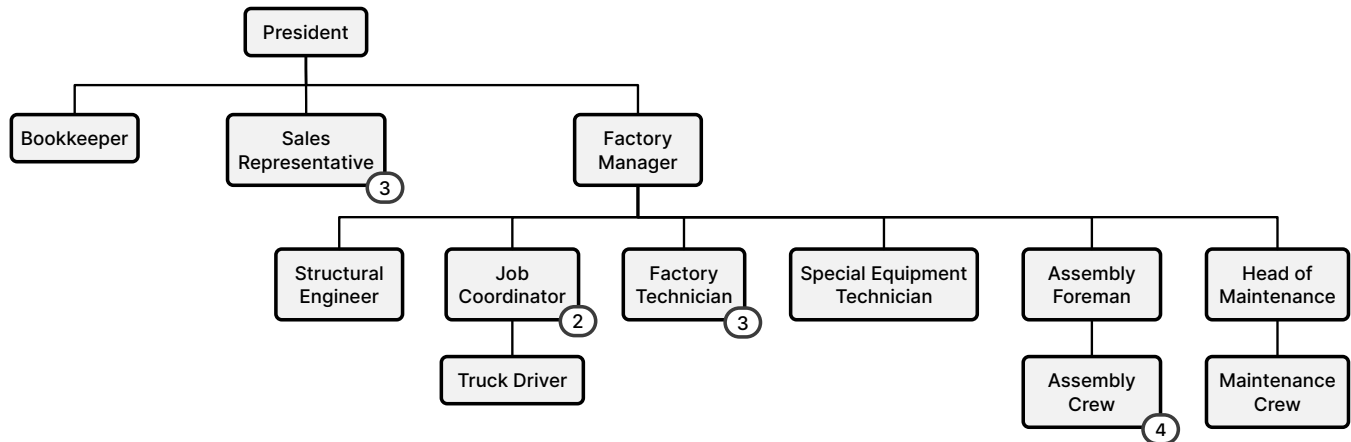 President
Bookkeeper
Sales
Representative
3
Factory
Manager
Structural
Engineer
Job
Coordinator
2
Factory
Technician
3
Special Equipment
Technician
Assembly
Foreman
Head of
Maintenance
Truck Driver
Assembly
Crew
4
Maintenance
Crew